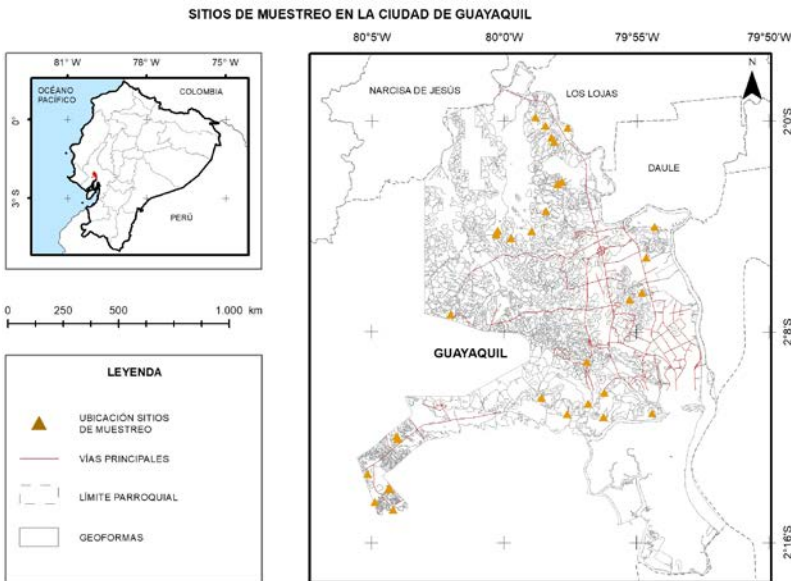 SITIOS DE MUESTREO EN LA CIUDAD DE GUAYAQUIL
81°W 78°W 75°W
OCÉANO
PACÍFICO
COLOMBIA
0°
3°S
PERÚ
0 250 500 1.000 km
LEYENDA
UBICACIÓN SITIOS
DE MUESTREO
VÍAS PRINCIPALES
LÍMITE PARROQUIAL
GEOFORMAS
80°5'W 80°0'W 79°55'W 79°50'W
N
NARCISA DE JESÚS
LOS LOJAS
DAULE
GUAYAQUIL
2°0'S
2°8'S
2°16'S